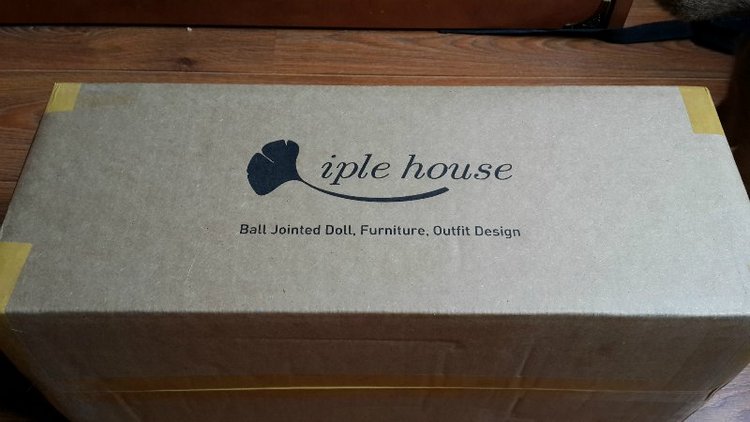 iple house
Ball Jointed Doll, Furniture, Outfit Design